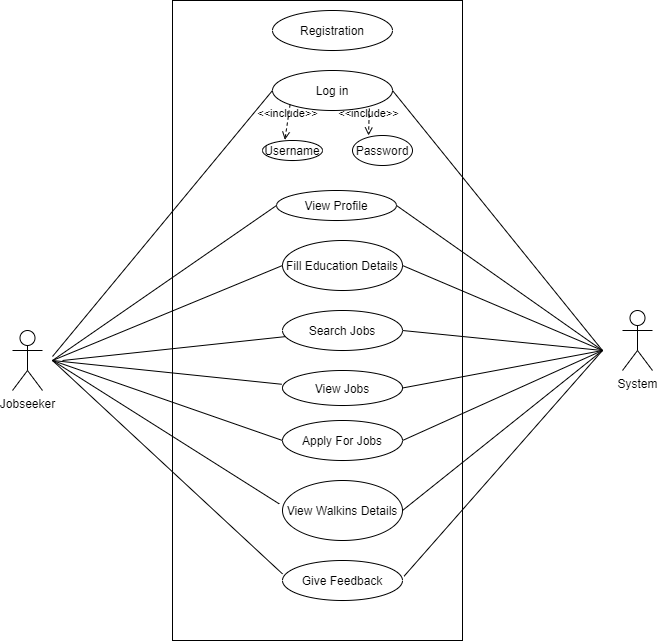 Registration
Log in
<<include>>
<<include>>
Username
Password
View Profile
Fill Education Details
Search Jobs
View Jobs
Apply For Jobs
View Walkins Details
Give Feedback
Jobseeker
System